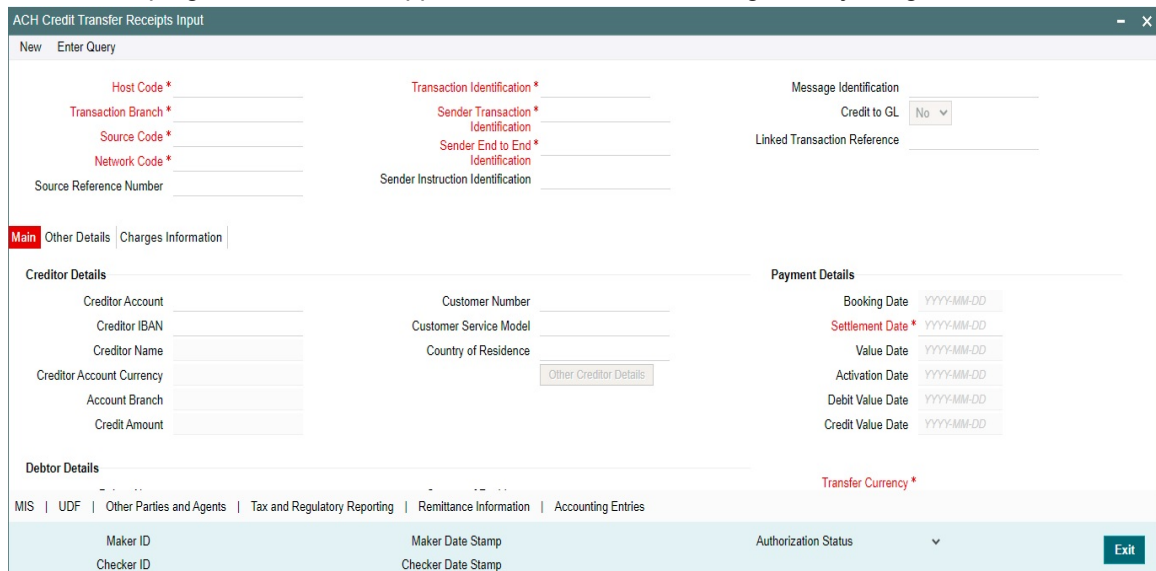 ACH Credit Transfer Receipts Input
New Enter Query
Host Code *
Transaction Branch *
Source Code *
Network Code *
Source Reference Number
Transaction Identification *
Sender Transaction *
Identification
Sender End to End *
Identification
Sender Instruction Identification
Message Identification
Credit to GL No
Linked Transaction Reference
Main Other Details Charges Information
Creditor Details
Creditor Account
Creditor IBAN
Creditor Name
Creditor Account Currency
Account Branch
Credit Amount
Customer Number
Customer Service Model
Country of Residence
Other Creditor Details
Payment Details
Booking Date YYYY-MM-DD
Settlement Date * YYYY-MM-DD
Value Date YYYY-MM-DD
Activation Date YYYY-MM-DD
Debit Value Date YYYY-MM-DD
Credit Value Date YYYY-MM-DD
Debtor Details
Transfer Currency *
MIS | UDF | Other Parties and Agents | Tax and Regulatory Reporting | Remittance Information | Accounting Entries
Maker ID
Checker ID
Maker Date Stamp
Checker Date Stamp
Authorization Status
Exit